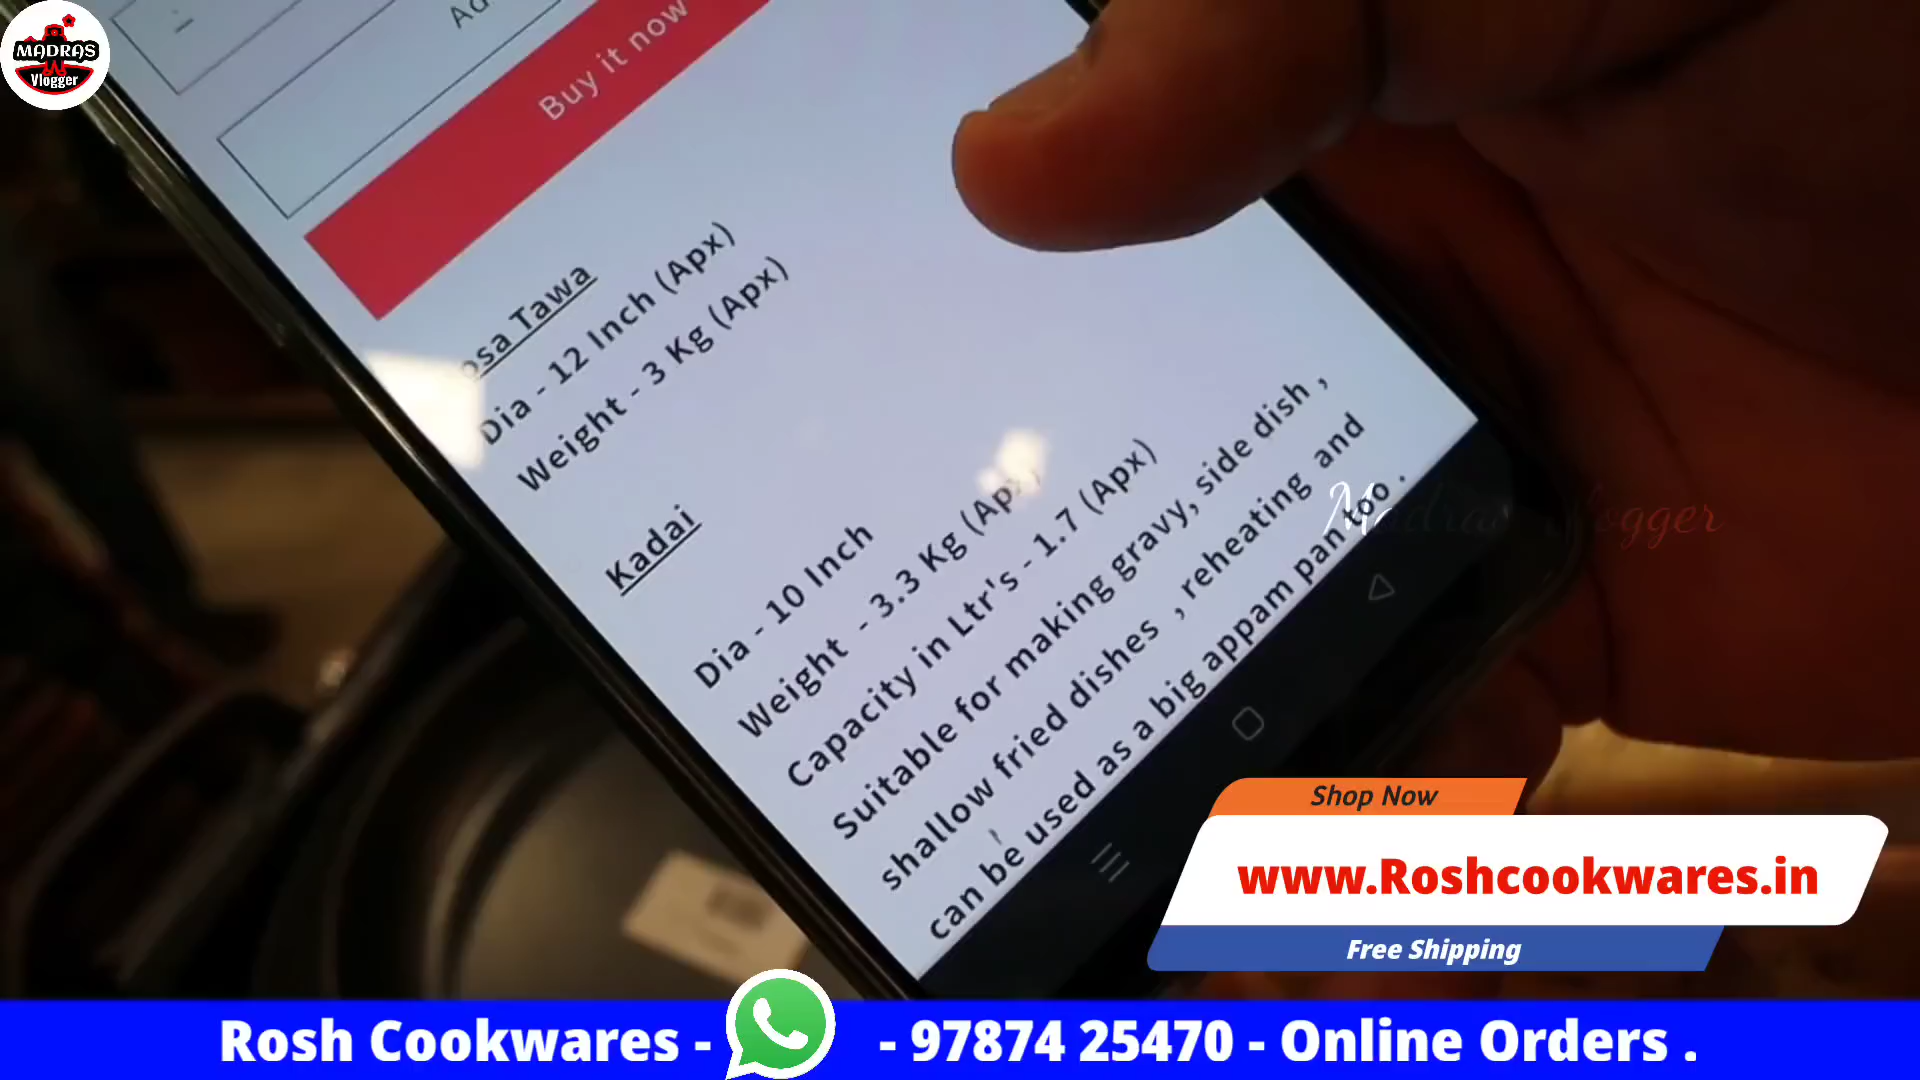 MADRAS
Vlogger
Buy it now
Tawa
Dia - 12 Inch (Apx)
Weight - 3 Kg (Apx)
Kadai
Dia - 10 Inch
Weight - 3.3 Kg
Capacity in Ltr's - 1.7 (Apx)
Suitable for making gravy, side dish ,
shallow fried dishes , reheating and
can be used as a big appam pan too .
Madras Vlogger
Shop Now
www.Roshcookwares.in
Free Shipping
Rosh Cookwares - - 97874 25470 - Online Orders .